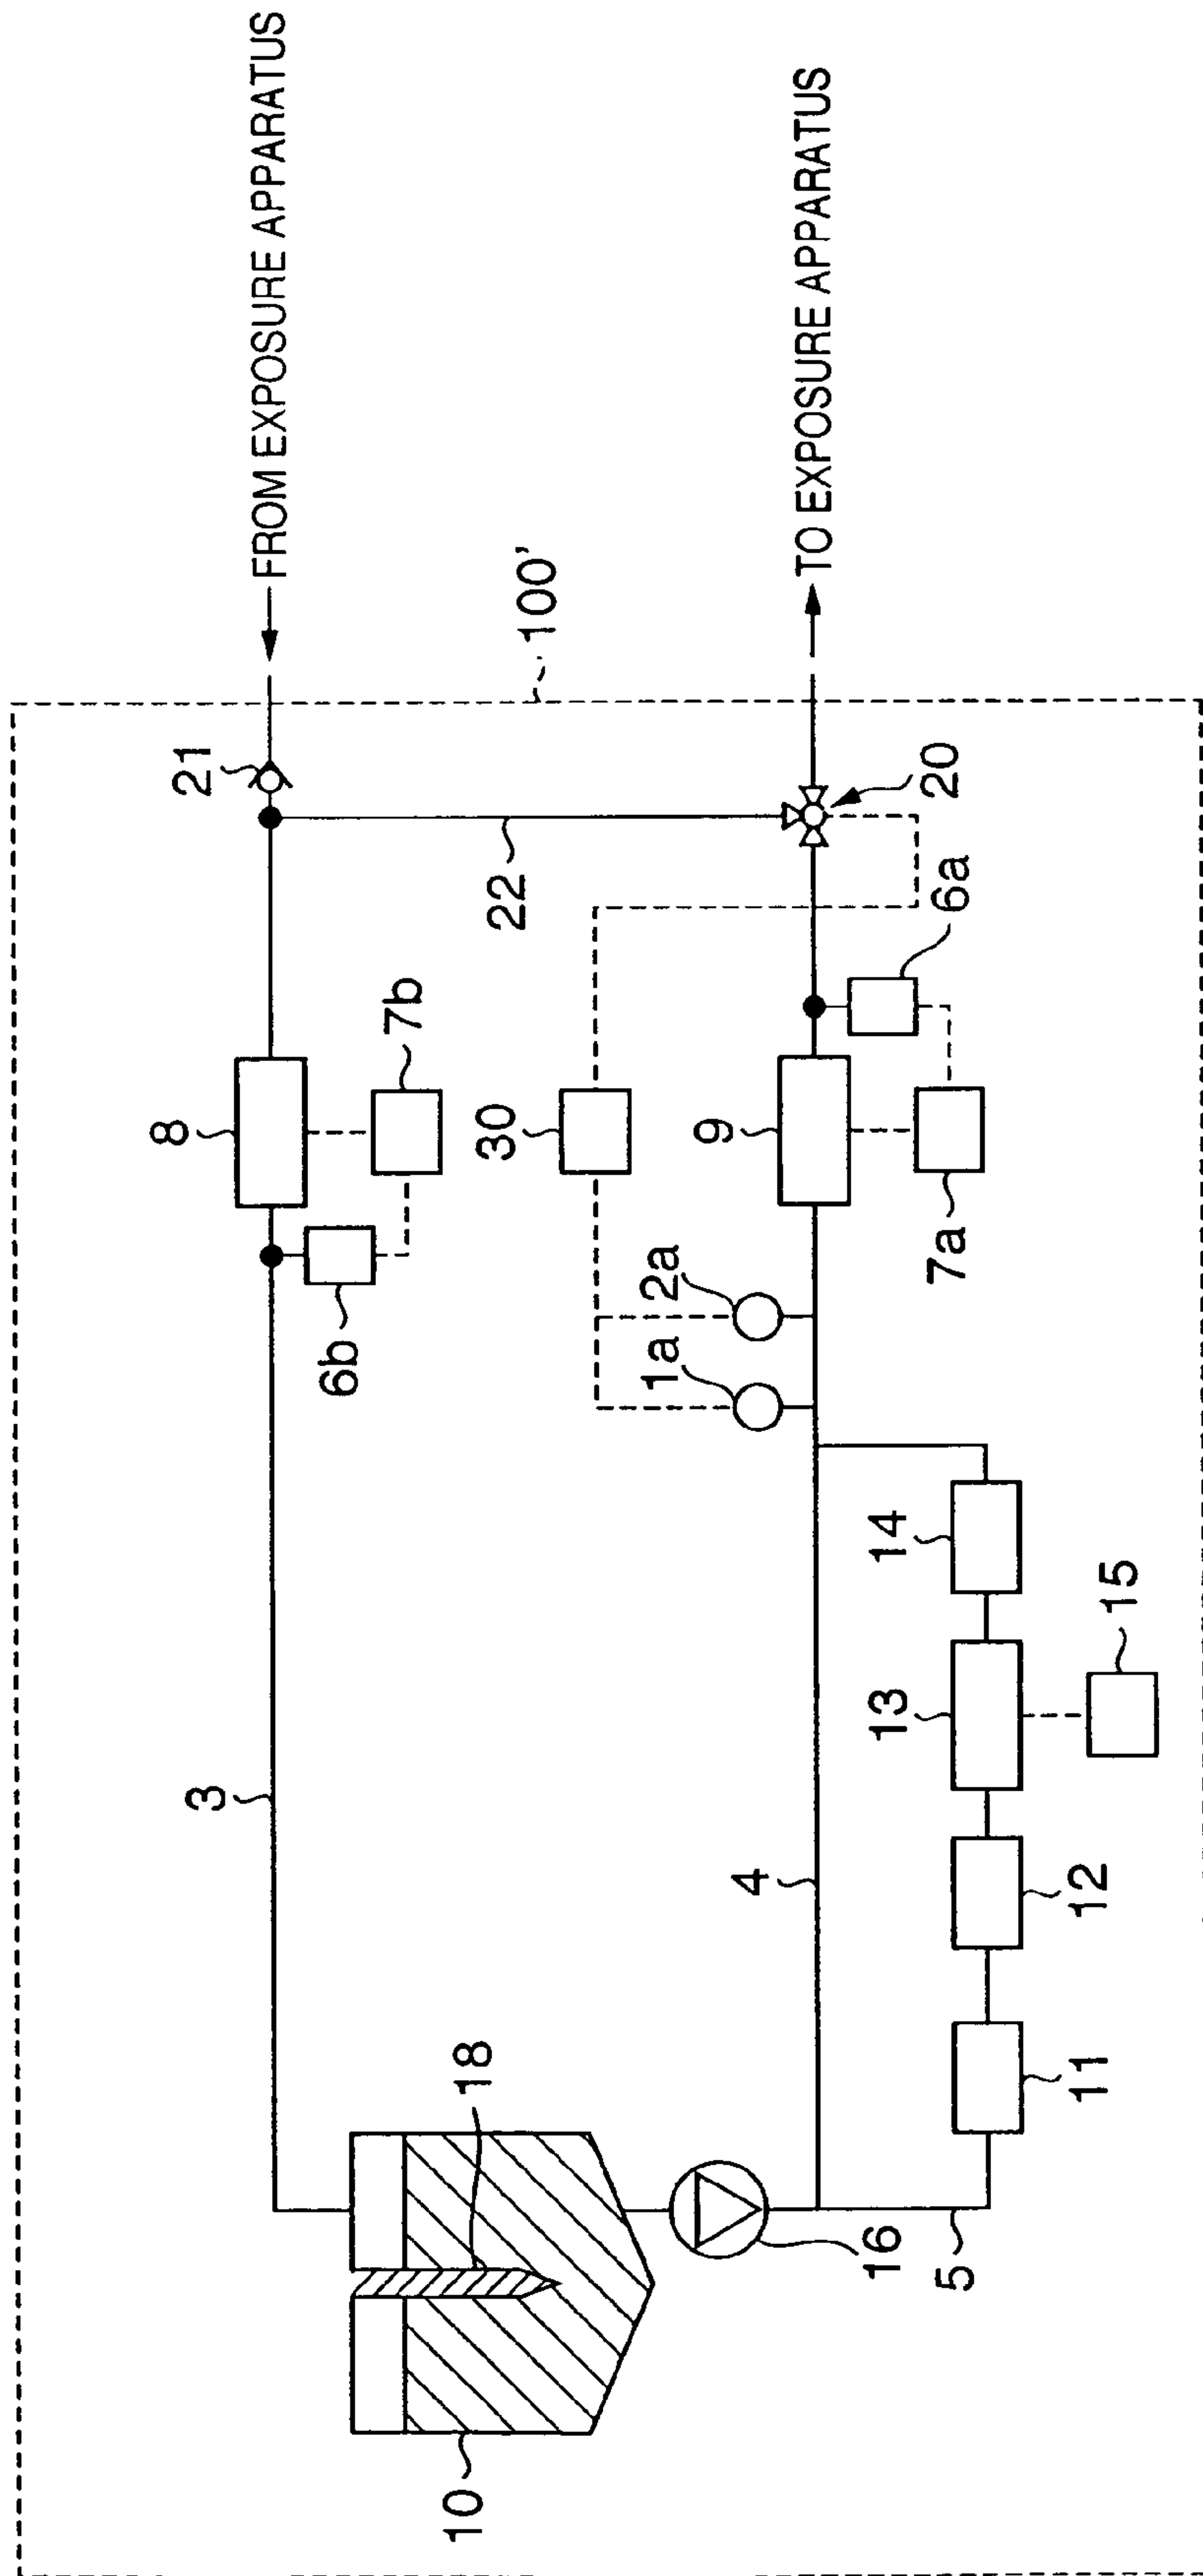 FROM EXPOSURE APPARATUS
TO EXPOSURE APPARATUS
100'
21
20
22
6a
7b
8
30
9
7a
6b
2a
1a
14
15
13
3
4
12
18
11
16
5
10